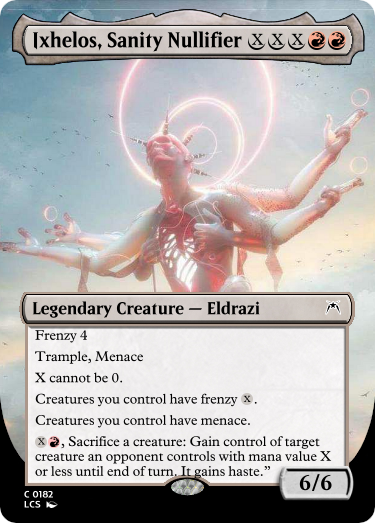 Ixhelos, Sanity Nullifier X X X R R
Legendary Creature — Eldrazi
Frenzy 4
Trample, Menace
X cannot be 0.
Creatures you control have frenzy X.
Creatures you control have menace.
X R, Sacrifice a creature: Gain control of target
creature an opponent controls with mana value X
or less until end of turn. It gains haste.”
6/6
C 0182
LCS